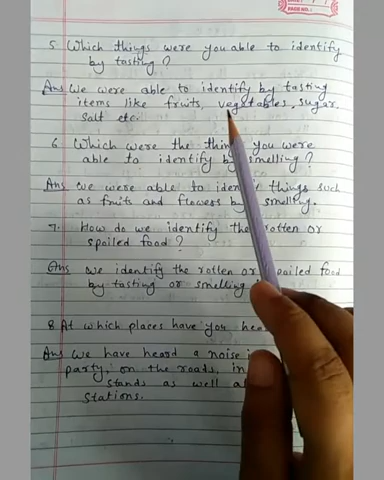 PAGE NO.:
5 Which things were you able to identify
by tasting?
Ans We were able to identify by tasting
items like fruits, vegetables, sugar,
salt etc.
6 Which were the you were
able to identify by smelling?
Ans We were able to things such
as fruits and flowers by smelling.
7. How do we identify the rotten or
spoiled food?
Ans We identify the rotten or food
by tasting or smelling
8. At which places have you
Ans We have heard a noise
party, on the roads, in
stands as well
stations.